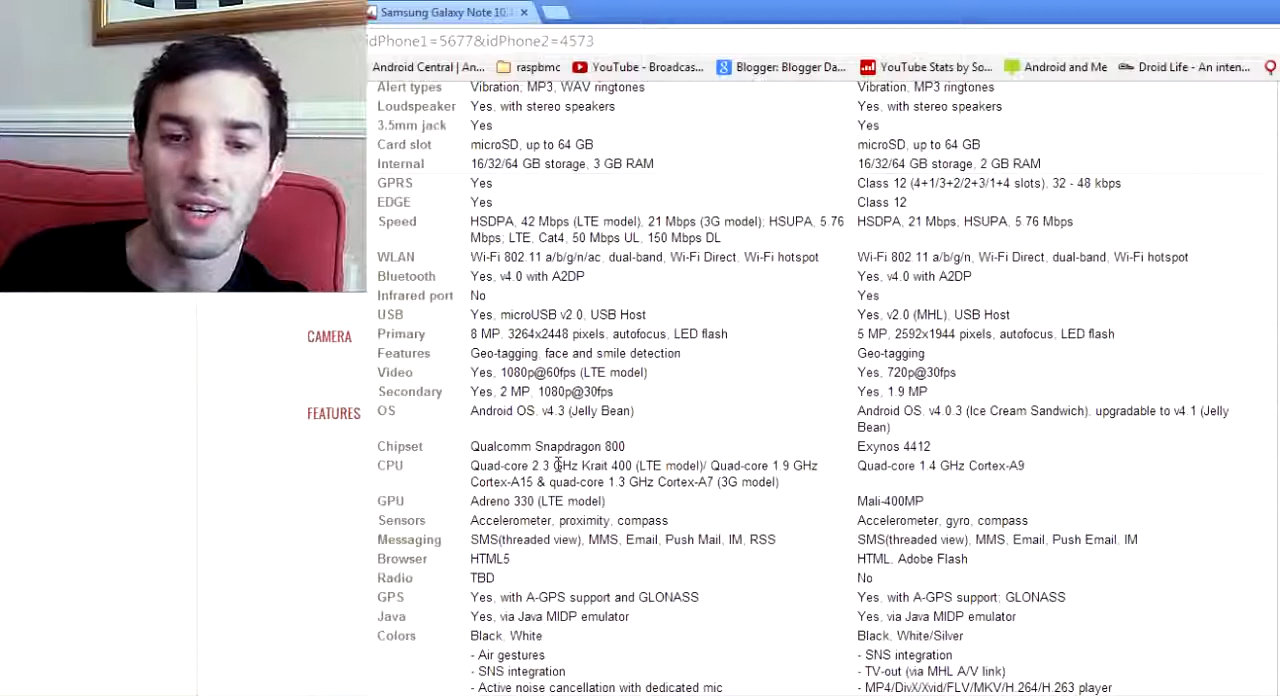 Samsung Galaxy Note 10. ×
idPhone1=5677&idPhone2=4573
Android Central | An... raspbmc YouTube - Broadcas... Blogger: Blogger Da... YouTube Stats by So... Android and Me Droid Life - An inten...
Alert types Vibration, MP3, WAV ringtones Vibration, MP3 ringtones
Loudspeaker Yes, with stereo speakers Yes, with stereo speakers
3.5mm jack Yes Yes
Card slot microSD, up to 64 GB microSD, up to 64 GB
Internal 16/32/64 GB storage, 3 GB RAM 16/32/64 GB storage, 2 GB RAM
GPRS Yes Class 12 (4+1/3+2/2+3/1+4 slots), 32 - 48 kbps
EDGE Yes Class 12
Speed HSDPA, 42 Mbps (LTE model), 21 Mbps (3G model); HSUPA, 5.76 HSDPA, 21 Mbps, HSUPA, 5.76 Mbps
Mbps; LTE, Cat4, 50 Mbps UL, 150 Mbps DL
WLAN Wi-Fi 802.11 a/b/g/n/ac, dual-band, Wi-Fi Direct, Wi-Fi hotspot Wi-Fi 802.11 a/b/g/n, Wi-Fi Direct, dual-band, Wi-Fi hotspot
Bluetooth Yes, v4.0 with A2DP Yes, v4.0 with A2DP
Infrared port No Yes
USB Yes, microUSB v2.0, USB Host Yes, v2.0 (MHL), USB Host
CAMERA Primary 8 MP, 3264x2448 pixels, autofocus, LED flash 5 MP, 2592x1944 pixels, autofocus, LED flash
Features Geo-tagging, face and smile detection Geo-tagging
Video Yes, 1080p@60fps (LTE model) Yes, 720p@30fps
Secondary Yes, 2 MP, 1080p@30fps Yes, 1.9 MP
FEATURES OS Android OS, v4.3 (Jelly Bean) Android OS, v4.0.3 (Ice Cream Sandwich), upgradable to v4.1 (Jelly
Bean)
Chipset Qualcomm Snapdragon 800 Exynos 4412
CPU Quad-core 2.3 GHz Krait 400 (LTE model)/ Quad-core 1.9 GHz Quad-core 1.4 GHz Cortex-A9
Cortex-A15 & quad-core 1.3 GHz Cortex-A7 (3G model)
GPU Adreno 330 (LTE model) Mali-400MP
Sensors Accelerometer, proximity, compass Accelerometer, gyro, compass
Messaging SMS(threaded view), MMS, Email, Push Mail, IM, RSS SMS(threaded view), MMS, Email, Push Email, IM
Browser HTML5 HTML, Adobe Flash
Radio TBD No
GPS Yes, with A-GPS support and GLONASS Yes, with A-GPS support; GLONASS
Java Yes, via Java MIDP emulator Yes, via Java MIDP emulator
Colors Black, White Black, White/Silver
- Air gestures - SNS integration
- SNS integration - TV-out (via MHL A/V link)
- Active noise cancellation with dedicated mic - MP4/DivX/Xvid/FLV/MKV/H.264/H.263 player